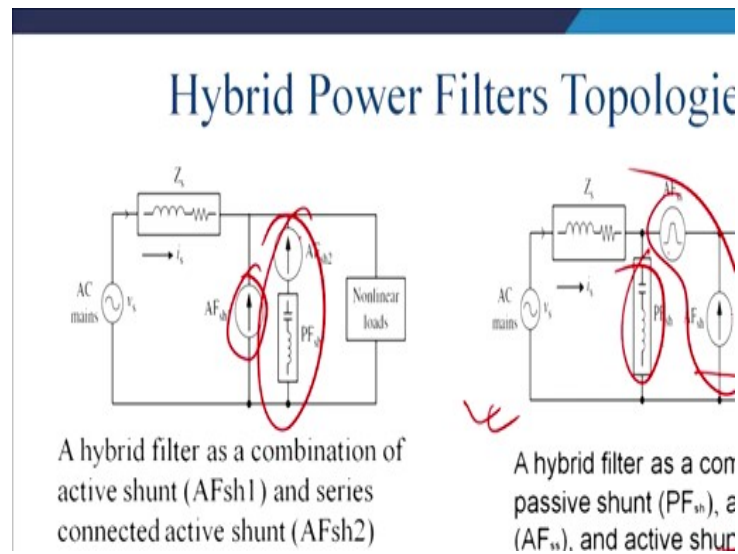 Hybrid Power Filters Topologie
Zs
is
AC
mains
vs
AFsh
AFsh2
PFsh
Nonlinear
loads
A hybrid filter as a combination of
active shunt (AFsh1) and series
connected active shunt (AFsh2)
Zs
is
AC
mains
vs
PFsh
AFsh
A hybrid filter as a com
passive shunt (PFsh), a
(AFss), and active shun